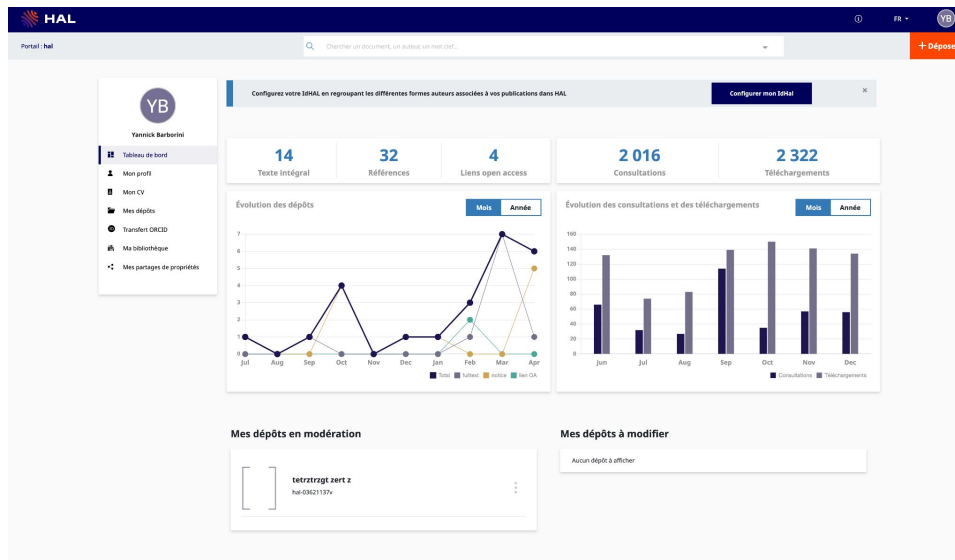 HAL
FR
YB
Portail : hal
Chercher un document, un auteur, un mot clef...
+ Dépose
YB
Yannick Barborini
Tableau de bord
Mon profil
Mon CV
Mes dépôts
Transfert ORCID
Ma bibliothèque
Mes partages de propriétés
Configurez votre IdHAL en regroupant les différentes formes auteurs associées à vos publications dans HAL
Configurer mon IdHal
×
14
Texte intégral
32
Références
4
Liens open access
2 016
Consultations
2 322
Téléchargements
Évolution des dépôts
Mois Année
7
6
5
4
3
2
1
0
Jul Aug Sep Oct Nov Dec Jan Feb Mar Apr
Total fulltext notice lien OA
Évolution des consultations et des téléchargements
Mois Année
160
140
120
100
80
60
40
20
0
Jun Jul Aug Sep Oct Nov Dec
Consultations Téléchargements
Mes dépôts en modération
tetrztrzgt zert z
hal-03621137v
Mes dépôts à modifier
Aucun dépôt à afficher